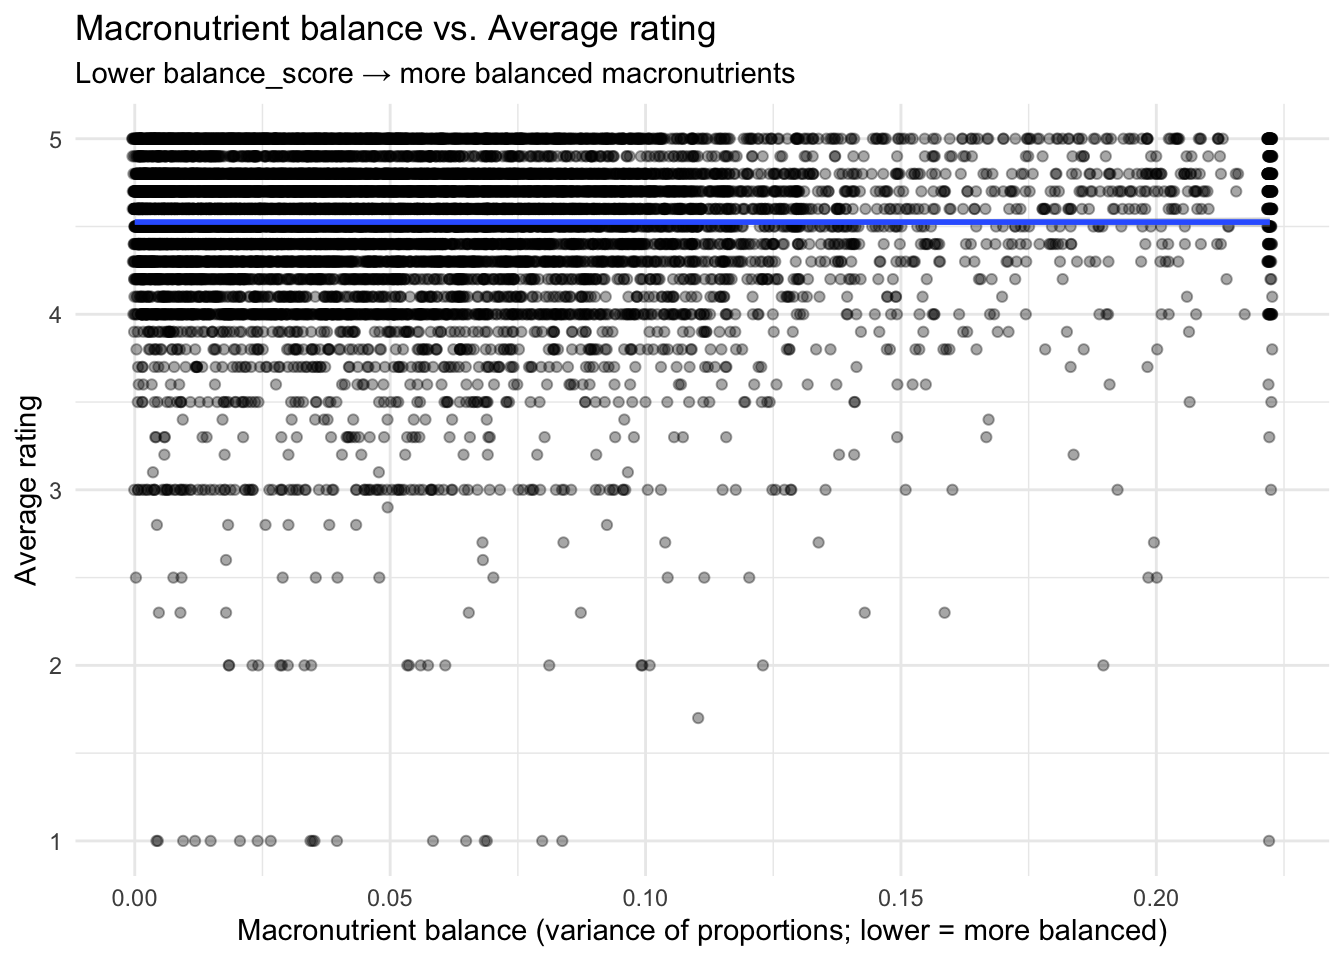 Macronutrient balance vs. Average rating
Lower balance_score → more balanced macronutrients
5
4
3
2
1
Average rating
0.00 0.05 0.10 0.15 0.20
Macronutrient balance (variance of proportions; lower = more balanced)